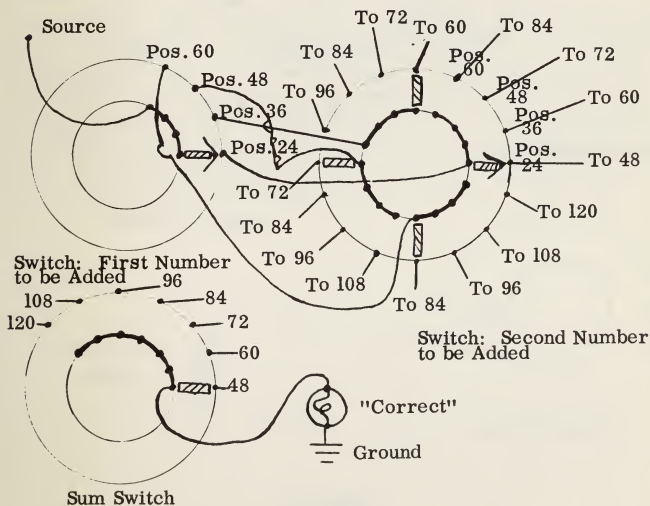 Source
Pos. 60
Pos. 48
Pos. 36
Pos. 24
To 72
To 60
To 84
To 84
Pos.
60
To 72
Pos.
48
To 96
To 60
Pos.
36
Pos.
24
To 48
To 72
To 120
To 84
To 108
To 96
To 96
To 108
To 84
Switch: First Number
to be Added
Switch: Second Number
to be Added
96
108
84
120
72
60
48
"Correct"
Ground
Sum Switch